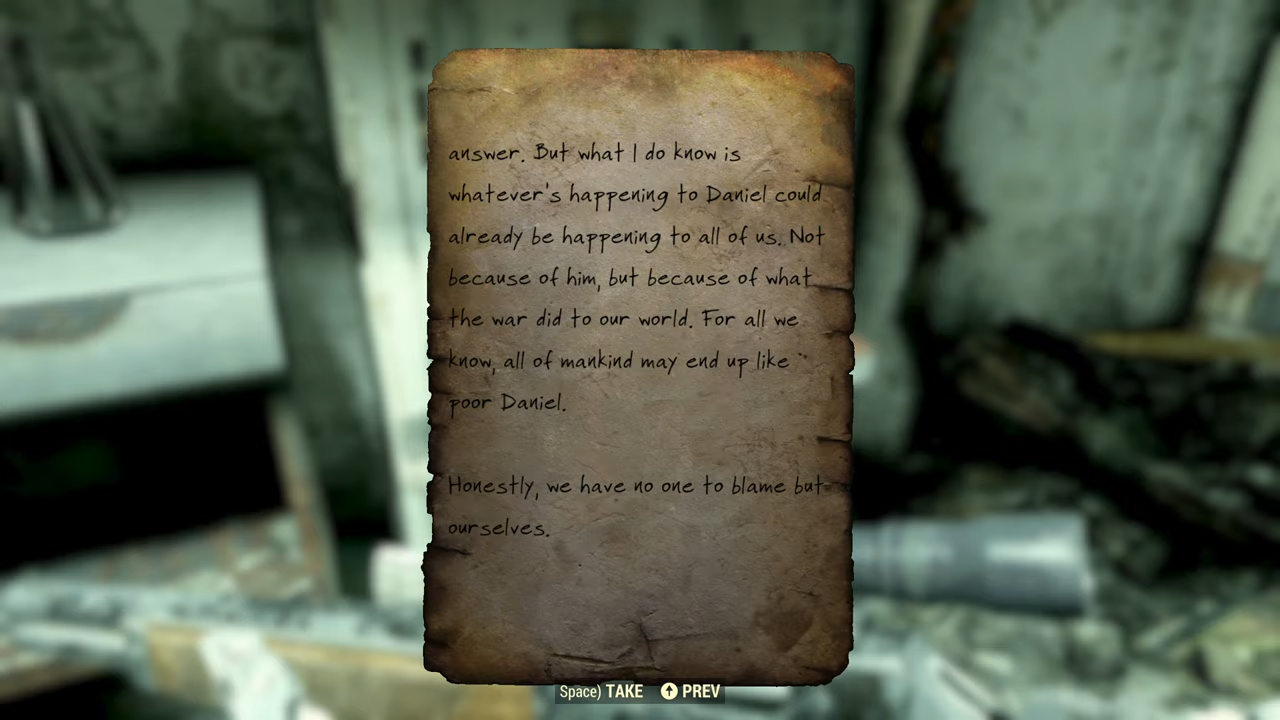 answer. But what I do know is
whatever's happening to Daniel could
already be happening to all of us. Not
because of him, but because of what
the war did to our world. For all we
know, all of mankind may end up like
poor Daniel.
Honestly, we have no one to blame but
ourselves.
Space) TAKE PREV